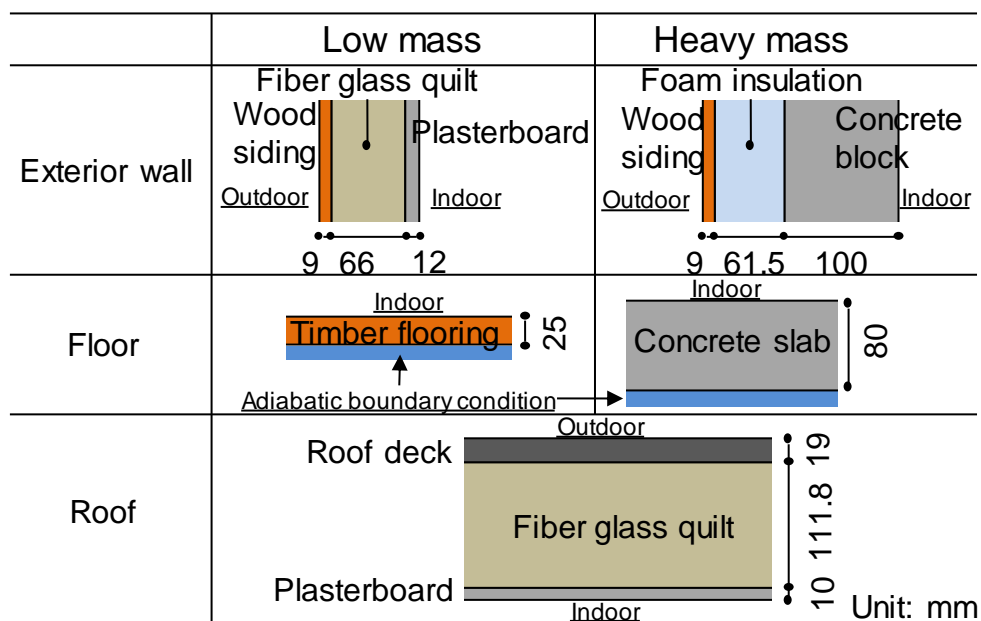 Low mass
Heavy mass
Exterior wall
Fiber glass quilt
Wood
siding
Plasterboard
Outdoor
Indoor
9 66 12
Foam insulation
Wood
siding
Concrete
block
Outdoor
Indoor
9 61.5 100
Floor
Indoor
Timber flooring
25
Indoor
Concrete slab
80
Adiabatic boundary condition
Roof
Outdoor
Roof deck
19
Fiber glass quilt
111.8
Plasterboard
10
Indoor
Unit: mm